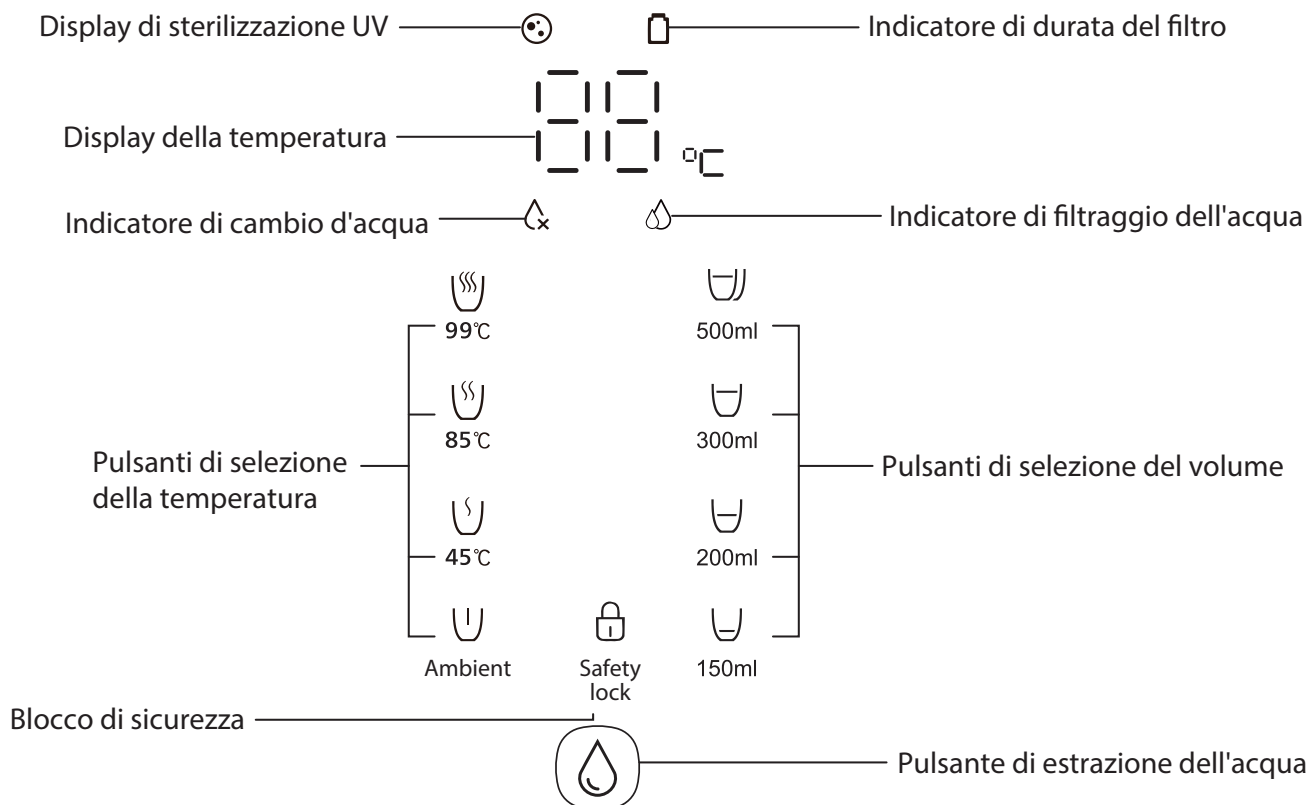 Display di sterilizzazione UV
Indicatore di durata del filtro
88 °C
Display della temperatura
Indicatore di cambio d'acqua
Indicatore di filtraggio dell'acqua
99℃
500ml
85℃
300ml
Pulsanti di selezione
della temperatura
Pulsanti di selezione del volume
45℃
200ml
Ambient
Safety
lock
150ml
Blocco di sicurezza
Pulsante di estrazione dell'acqua